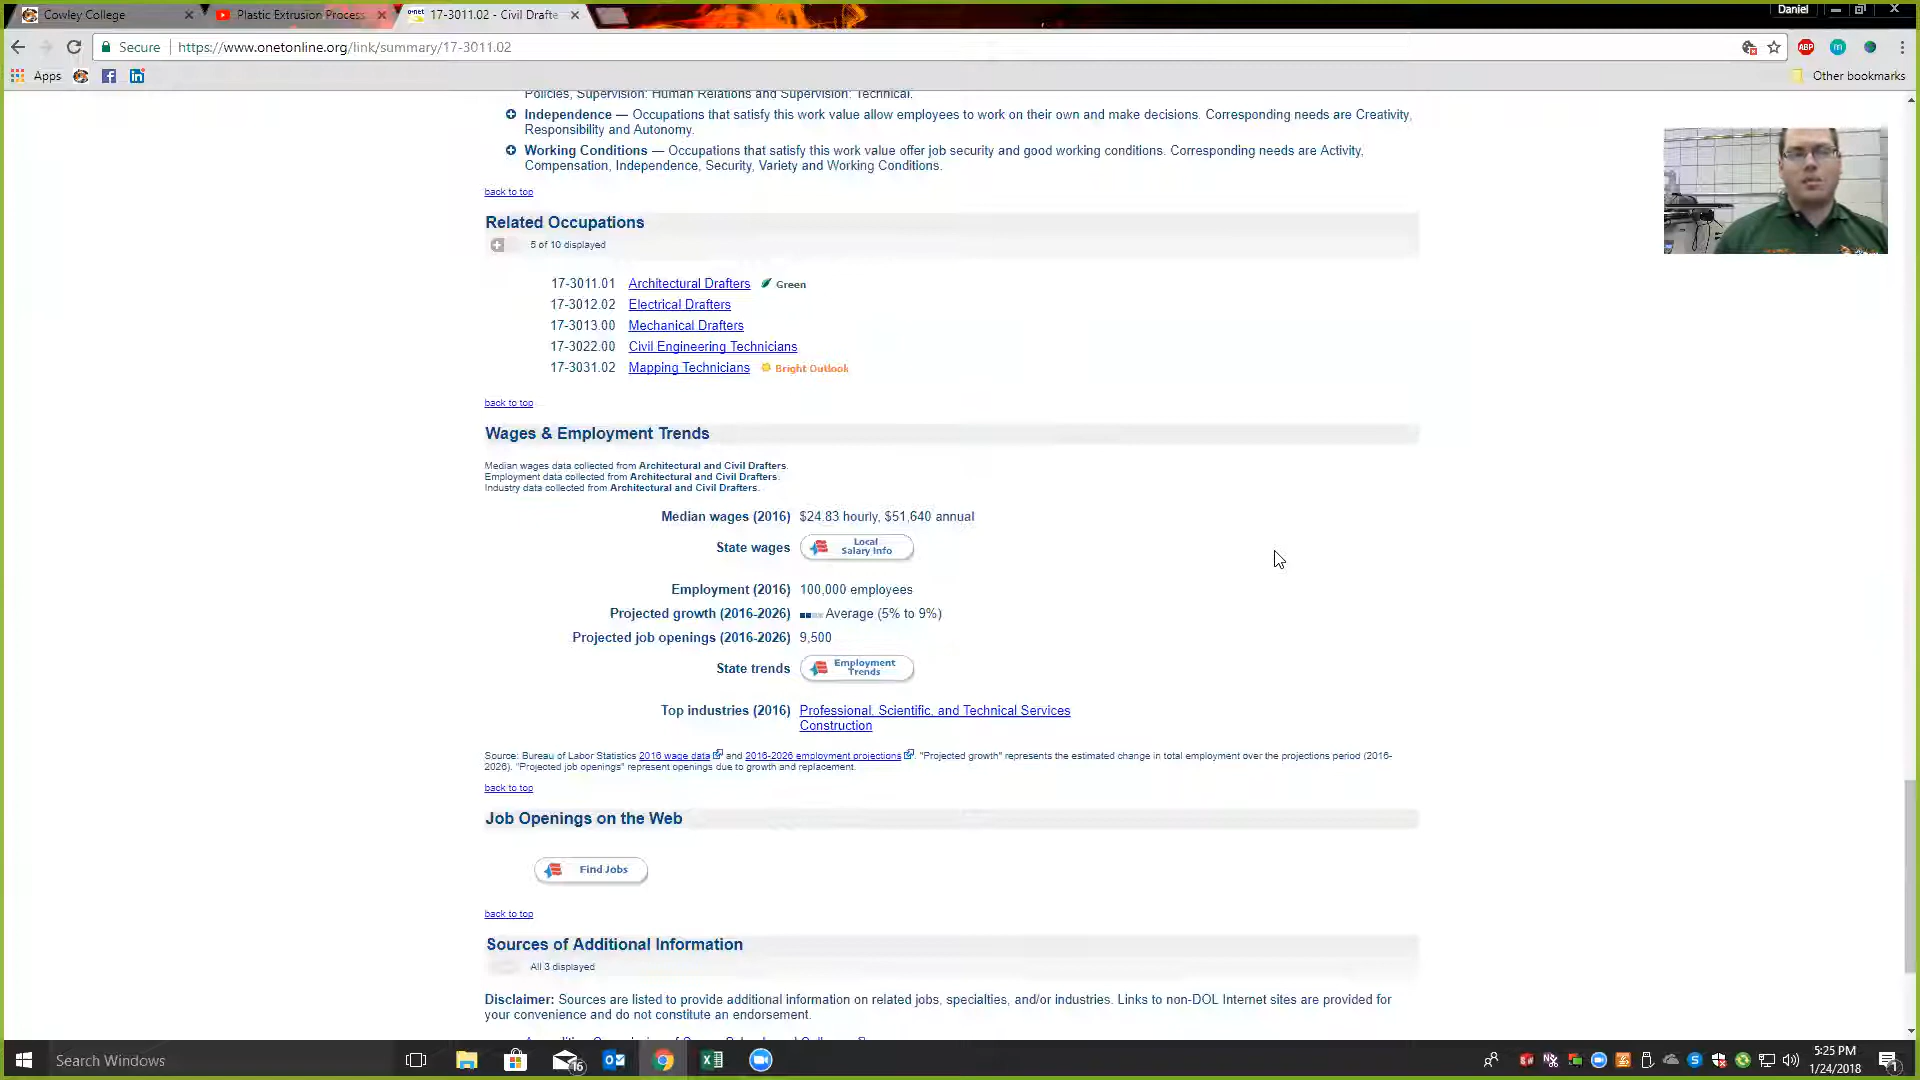 Cowley College
Plastic Extrusion Process
17-3011.02 - Civil Drafte
Daniel
Secure
https://www.onetonline.org/link/summary/17-3011.02
ABP
Apps
Other bookmarks
Policies, Supervision: Human Relations and Supervision: Technical.
Independence — Occupations that satisfy this work value allow employees to work on their own and make decisions. Corresponding needs are Creativity,
Responsibility and Autonomy.
Working Conditions — Occupations that satisfy this work value offer job security and good working conditions. Corresponding needs are Activity,
Compensation, Independence, Security, Variety and Working Conditions.
back to top
Related Occupations
5 of 10 displayed
17-3011.01 Architectural Drafters Green
17-3012.02 Electrical Drafters
17-3013.00 Mechanical Drafters
17-3022.00 Civil Engineering Technicians
17-3031.02 Mapping Technicians Bright Outlook
back to top
Wages & Employment Trends
Median wages data collected from Architectural and Civil Drafters.
Employment data collected from Architectural and Civil Drafters.
Industry data collected from Architectural and Civil Drafters.
Median wages (2016) $24.83 hourly, $51,640 annual
State wages Local
Salary Info
Employment (2016) 100,000 employees
Projected growth (2016-2026) Average (5% to 9%)
Projected job openings (2016-2026) 9,500
State trends Employment
Trends
Top industries (2016) Professional, Scientific, and Technical Services
Construction
Source: Bureau of Labor Statistics 2016 wage data and 2016-2026 employment projections. "Projected growth" represents the estimated change in total employment over the projections period (2016-
2026). "Projected job openings" represent openings due to growth and replacement.
back to top
Job Openings on the Web
Find Jobs
back to top
Sources of Additional Information
All 3 displayed
Disclaimer: Sources are listed to provide additional information on related jobs, specialties, and/or industries. Links to non-DOL Internet sites are provided for
your convenience and do not constitute an endorsement.
Search Windows
16
5:25 PM
1/24/2018